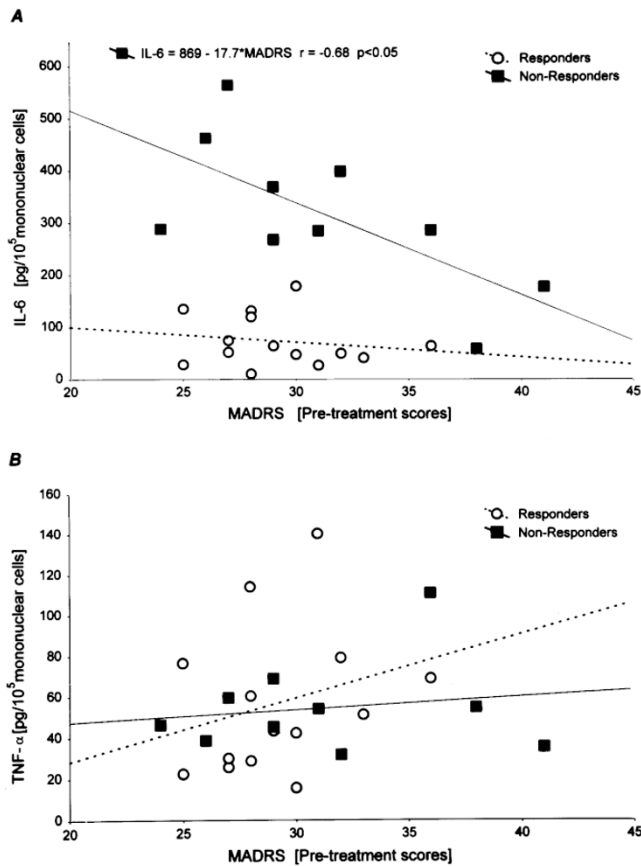 A
IL-6 = 869 - 17.7*MADRS r = -0.68 p<0.05
Responders
Non-Responders
600
500
400
300
200
100
0
IL-6 [pg/10⁵ mononuclear cells]
20 25 30 35 40 45
MADRS [Pre-treatment scores]
B
Responders
Non-Responders
160
140
120
100
80
60
40
20
0
TNF-α [pg/10⁵ mononuclear cells]
20 25 30 35 40 45
MADRS [Pre-treatment scores]